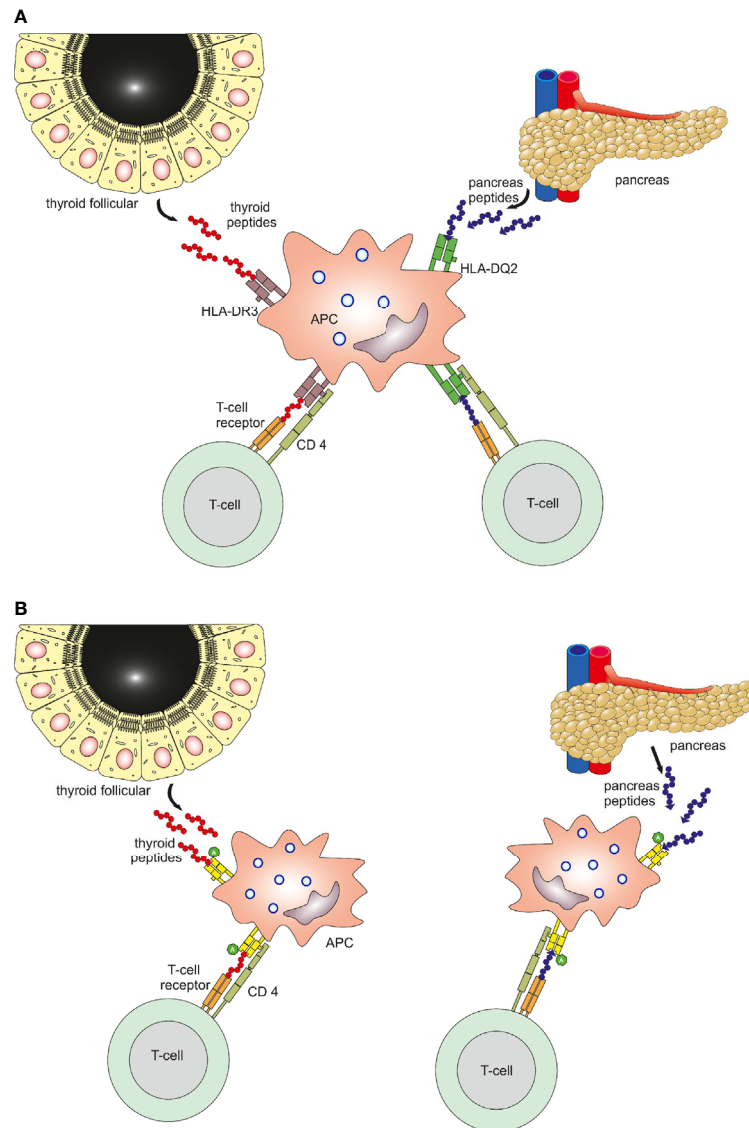 A
thyroid follicular
thyroid
peptides
pancreas
peptides
pancreas
HLA-DQ2
HLA-DR3
APC
T-cell
receptor
CD 4
T-cell
T-cell
B
thyroid follicular
thyroid
peptides
A
pancreas
pancreas
peptides
A
APC
A
A
T-cell
receptor
CD 4
T-cell
T-cell